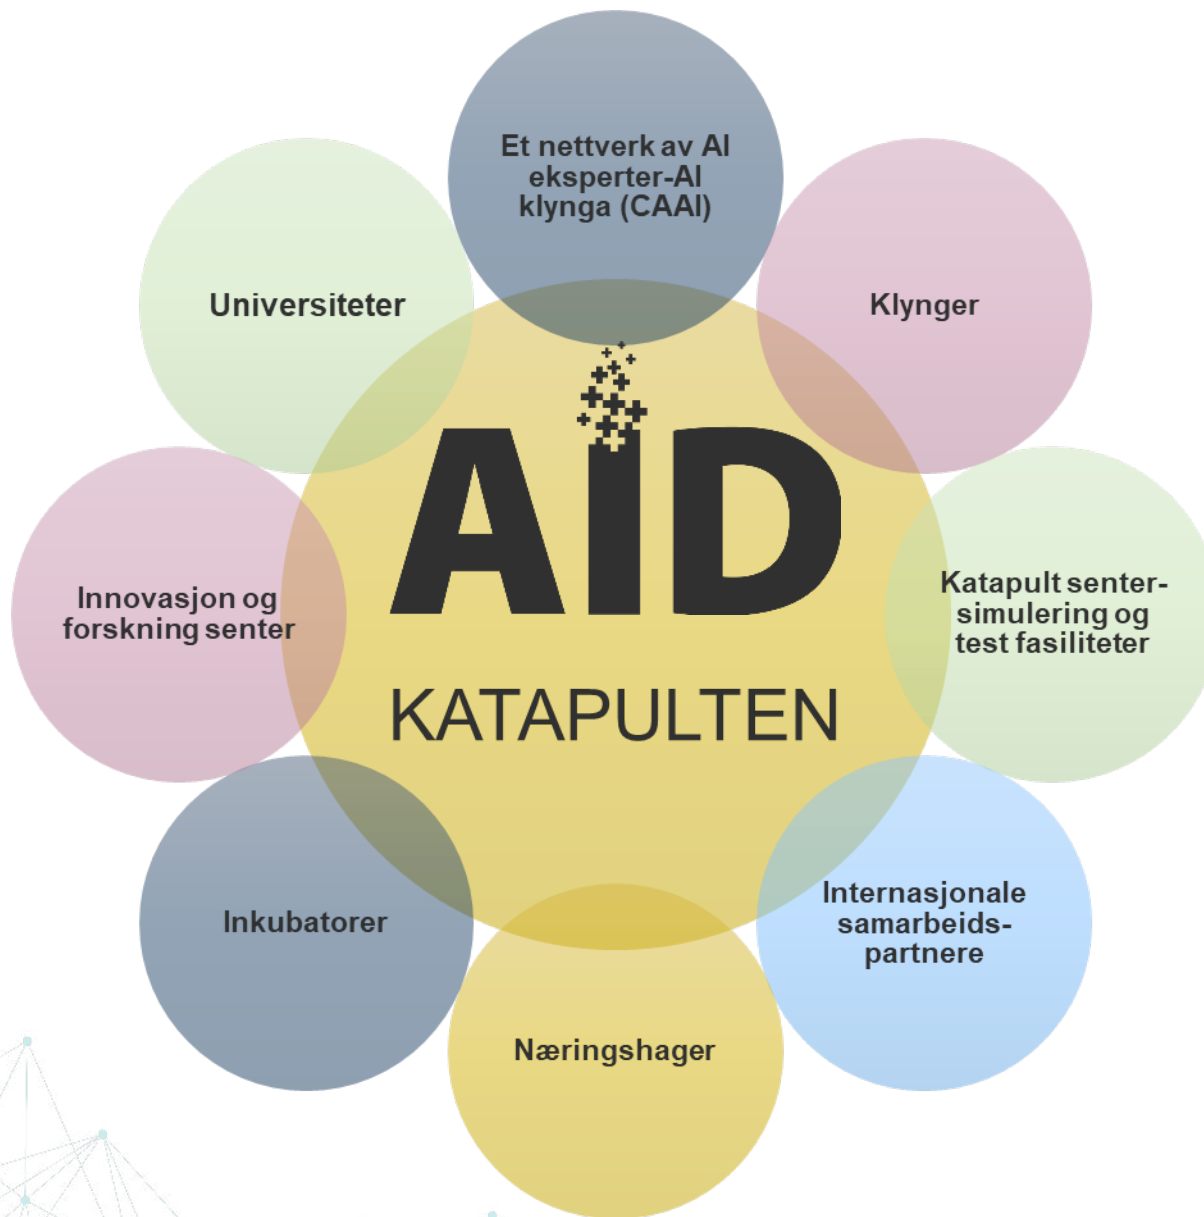 Et nettverk av AI
eksperter-AI
klynga (CAAI)
Universiteter
Klynger
AID
KATAPULTEN
Innovasjon og
forskning senter
Katapult senter-
simulering og
test fasiliteter
Inkubatorer
Internasjonale
samarbeids-
partnere
Næringshager